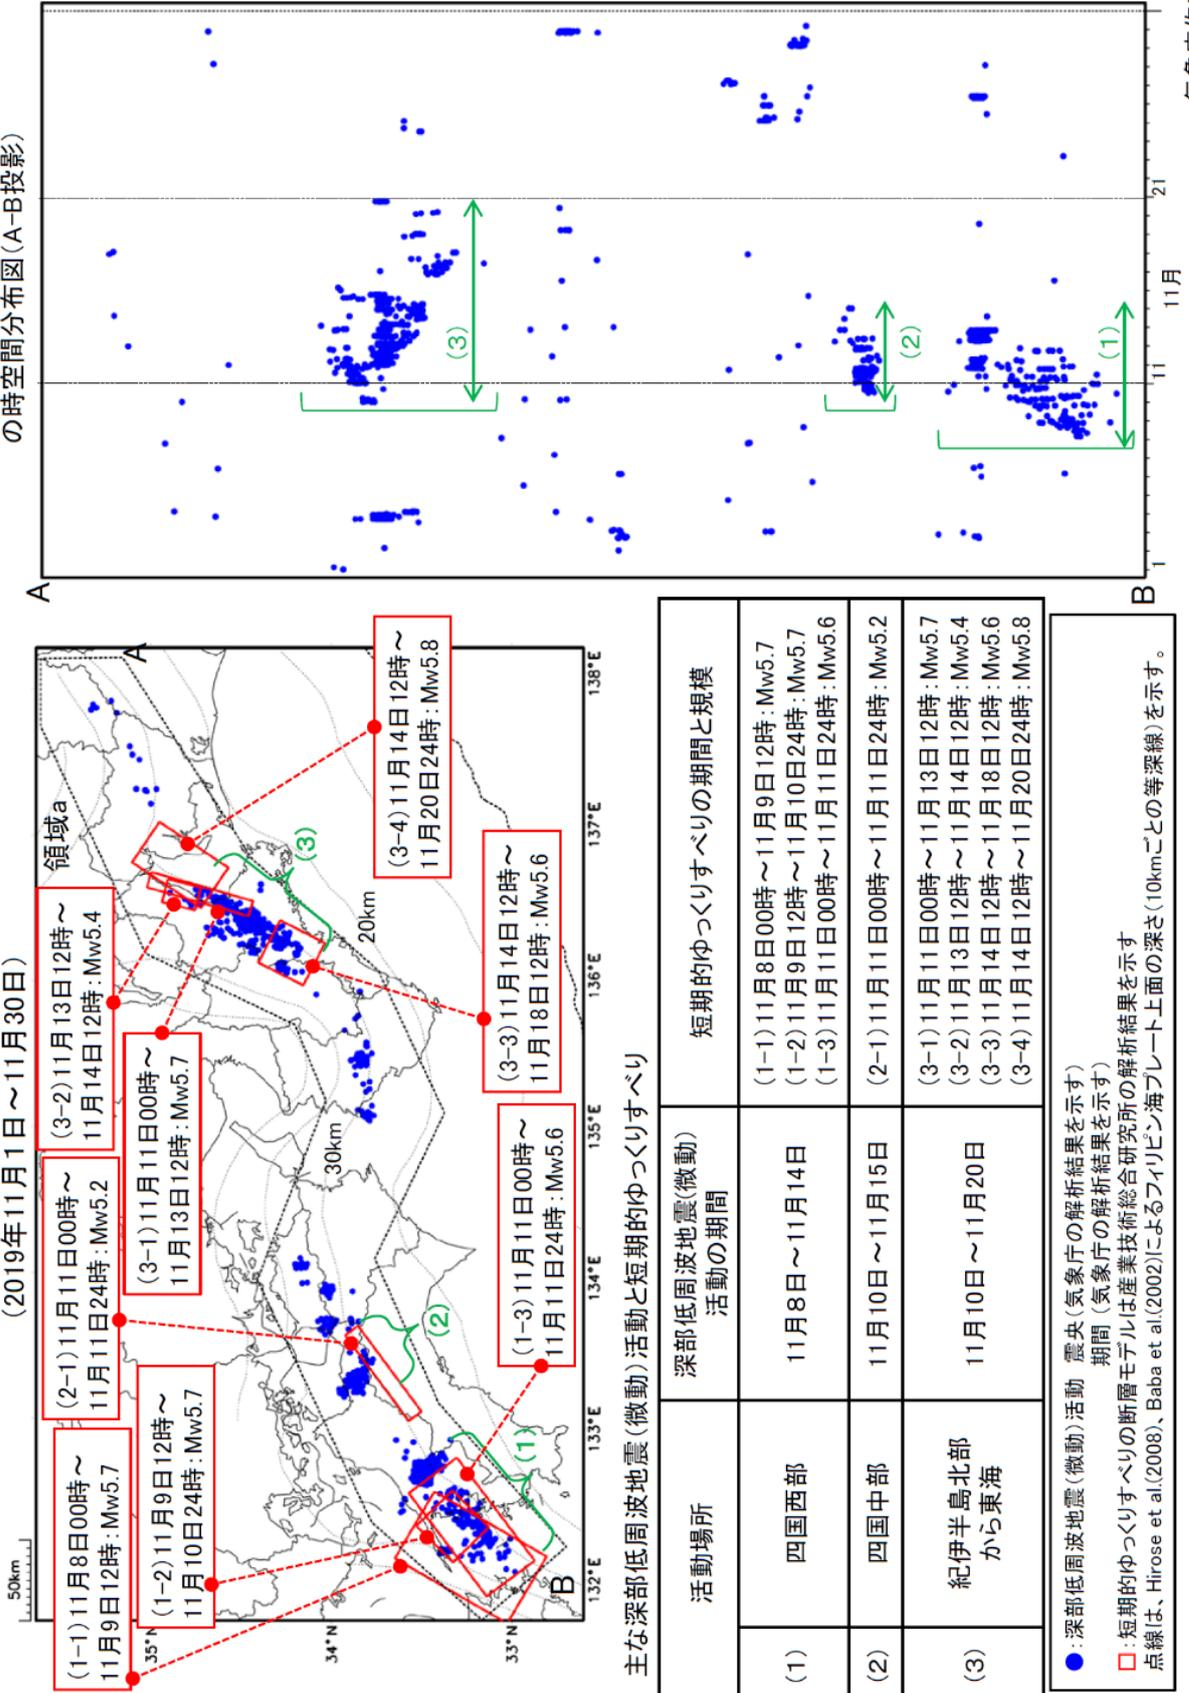 (2019年11月1日～11月30日)
の時空間分布図(A-B投影)
50km
(1-1)11月8日00時～
11月9日12時:Mw5.7
(1-2)11月9日12時～
11月10日24時:Mw5.7
(2-1)11月11日00時～
11月11日24時:Mw5.2
(3-2)11月13日12時～
11月14日12時:Mw5.4
(3-1)11月11日00時～
11月13日12時:Mw5.7
(1-3)11月11日00時～
11月11日24時:Mw5.6
(3-3)11月14日12時～
11月18日12時:Mw5.6
(3-4)11月14日12時～
11月20日24時:Mw5.8
領域a
A
B
(1)
(2)
(3)
30km
20km
35°N
34°N
33°N
132°E
133°E
134°E
135°E
136°E
137°E
138°E
A
B
(3)
(2)
(1)
1
11
21
11月
主な深部低周波地震(微動)活動と短期的ゆっくりすべり
活動場所
深部低周波地震(微動)
活動の期間
短期的ゆっくりすべりの期間と規模
(1)
四国西部
11月8日～11月14日
(1-1)11月8日00時～11月9日12時:Mw5.7
(1-2)11月9日12時～11月10日24時:Mw5.7
(1-3)11月11日00時～11月11日24時:Mw5.6
(2)
四国中部
11月10日～11月15日
(2-1)11月11日00時～11月11日24時:Mw5.2
(3)
紀伊半島北部
から東海
11月10日～11月20日
(3-1)11月11日00時～11月13日12時:Mw5.7
(3-2)11月13日12時～11月14日12時:Mw5.4
(3-3)11月14日12時～11月18日12時:Mw5.6
(3-4)11月14日12時～11月20日24時:Mw5.8
●:深部低周波地震(微動)活動 震央(気象庁の解析結果を示す)
期間(気象庁の解析結果を示す)
□:短期的ゆっくりすべりの断層モデルは産業技術総合研究所の解析結果を示す
点線は、Hirose et al.(2008)、Baba et al.(2002)によるフィリピン海プレート上面の深さ(10kmごとの等深線)を示す。